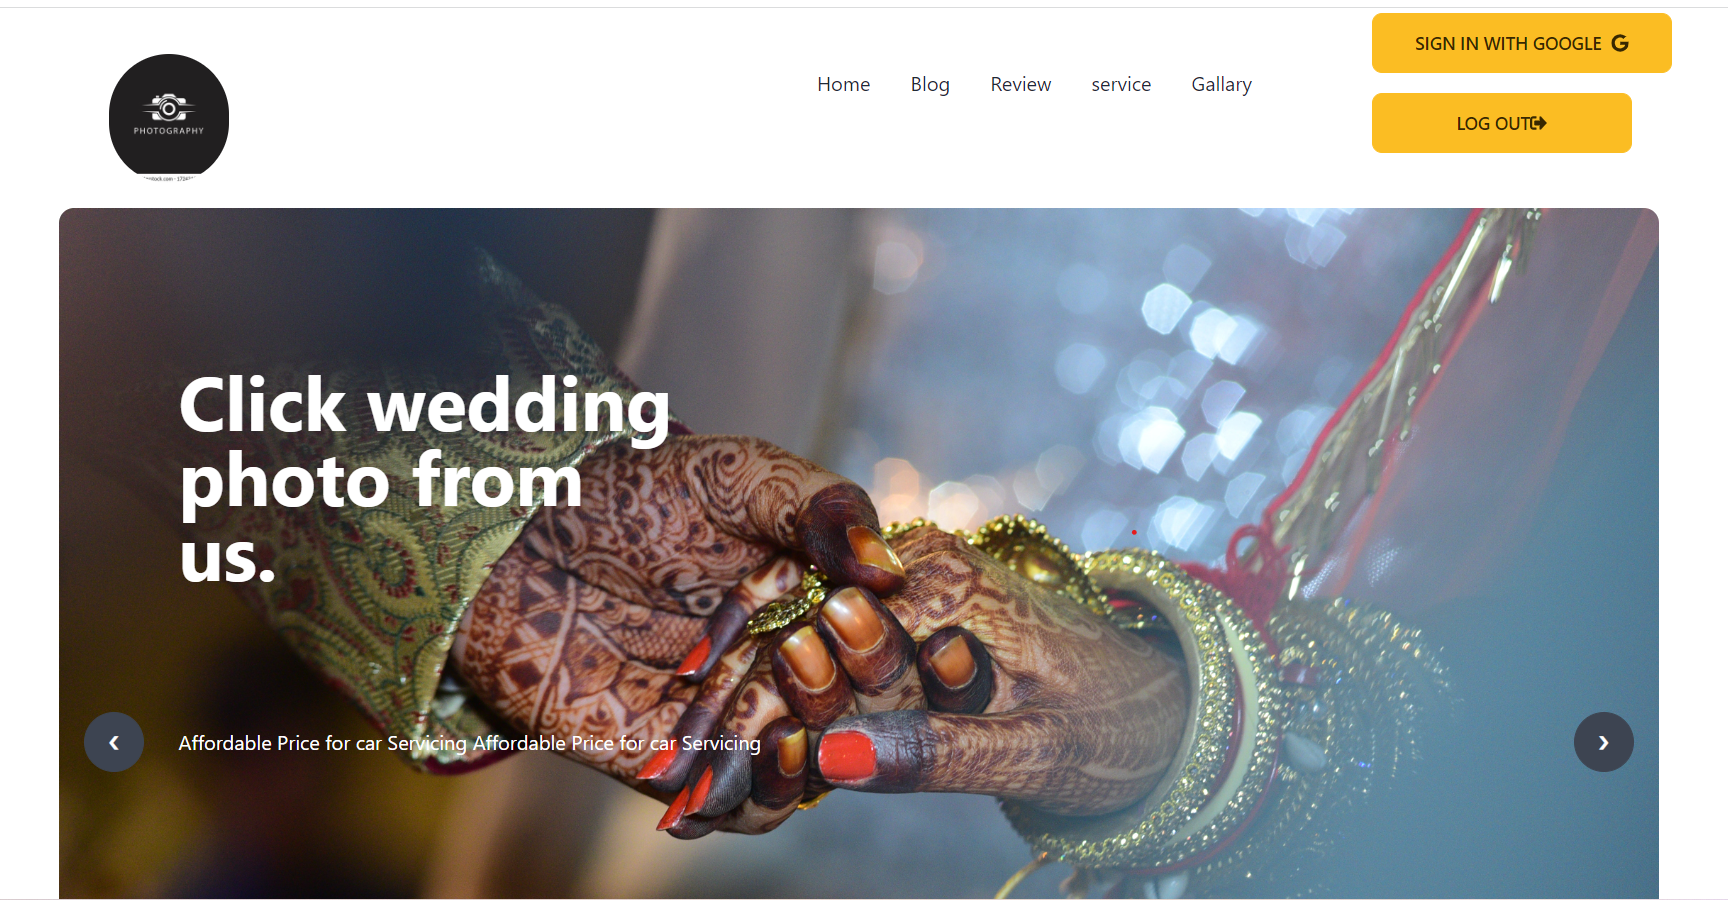 PHOTOGRAPHY
Home Blog Review service Gallary
SIGN IN WITH GOOGLE
LOG OUT
Click wedding
photo from
us.
Affordable Price for car Servicing Affordable Price for car Servicing